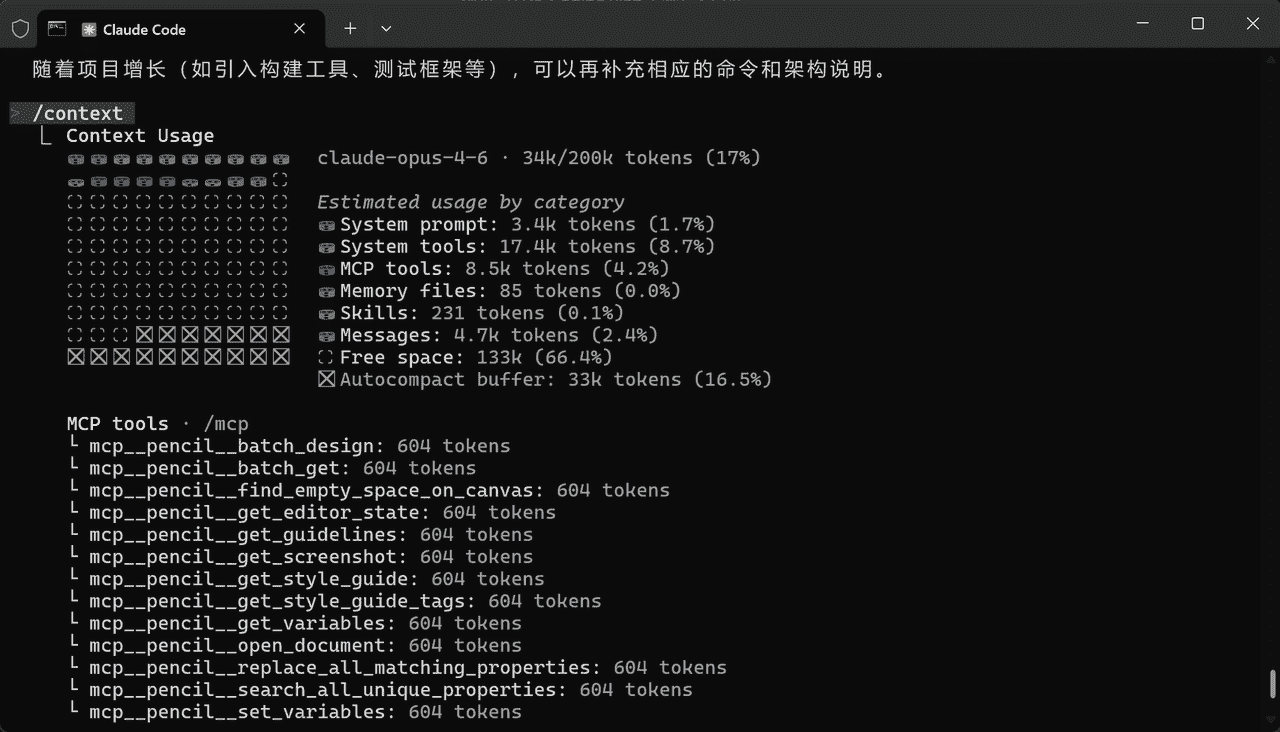 Claude Code
随着项目增长（如引入构建工具、测试框架等），可以再补充相应的命令和架构说明。
> /context
Context Usage
claude-opus-4-6 · 34k/200k tokens (17%)
Estimated usage by category
System prompt: 3.4k tokens (1.7%)
System tools: 17.4k tokens (8.7%)
MCP tools: 8.5k tokens (4.2%)
Memory files: 85 tokens (0.0%)
Skills: 231 tokens (0.1%)
Messages: 4.7k tokens (2.4%)
Free space: 133k (66.4%)
Autocompact buffer: 33k tokens (16.5%)
MCP tools · /mcp
└ mcp__pencil__batch_design: 604 tokens
└ mcp__pencil__batch_get: 604 tokens
└ mcp__pencil__find_empty_space_on_canvas: 604 tokens
└ mcp__pencil__get_editor_state: 604 tokens
└ mcp__pencil__get_guidelines: 604 tokens
└ mcp__pencil__get_screenshot: 604 tokens
└ mcp__pencil__get_style_guide: 604 tokens
└ mcp__pencil__get_style_guide_tags: 604 tokens
└ mcp__pencil__get_variables: 604 tokens
└ mcp__pencil__open_document: 604 tokens
└ mcp__pencil__replace_all_matching_properties: 604 tokens
└ mcp__pencil__search_all_unique_properties: 604 tokens
└ mcp__pencil__set_variables: 604 tokens